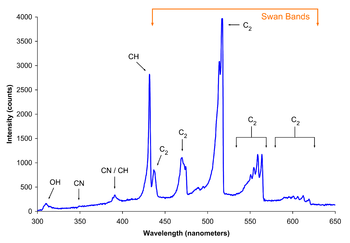 Swan Bands
4000
3500
3000
2500
2000
1500
1000
500
0
Intensity (counts)
OH
CN
CN / CH
CH
C2
C2
C2
C2
C2
300
350
400
450
500
550
600
650
Wavelength (nanometers)